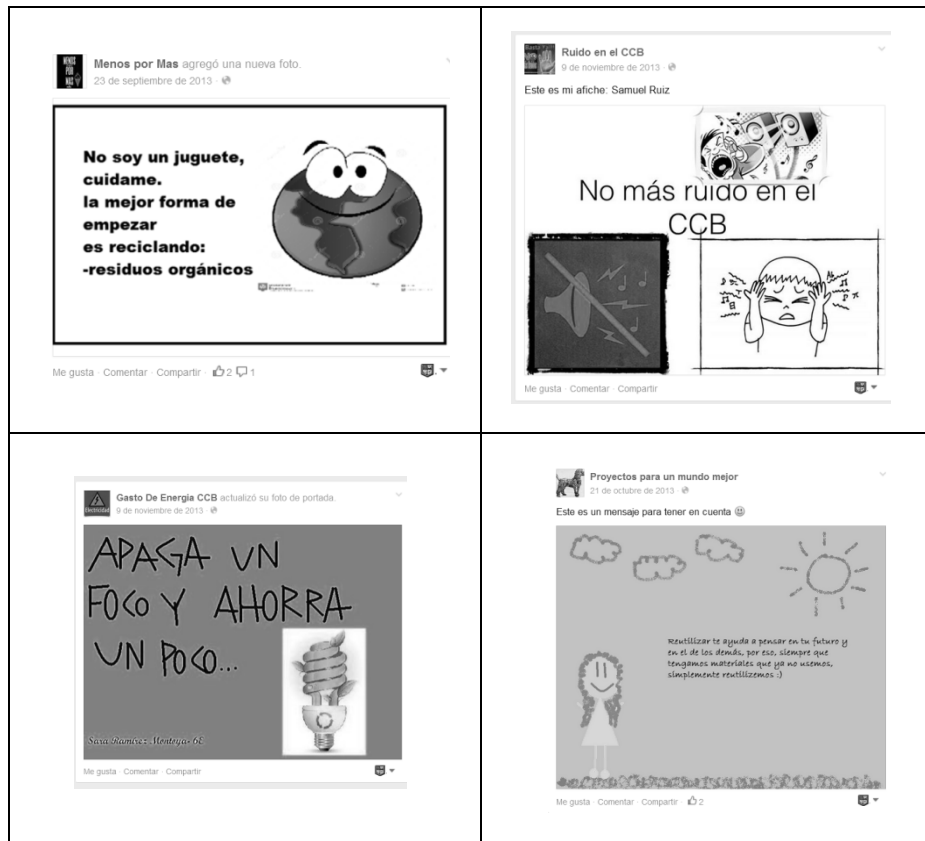 Menos por Mas agregó una nueva foto.
23 de septiembre de 2013
No soy un juguete,
cuidame.
la mejor forma de
empezar
es reciclando:
-residuos orgánicos
Me gusta · Comentar · Compartir · 2 1
Ruido en el CCB
9 de noviembre de 2013
Este es mi afiche: Samuel Ruiz
No más ruido en el
CCB
Me gusta · Comentar · Compartir
Electricidad
Gasto De Energia CCB actualizó su foto de portada.
9 de noviembre de 2013
APAGA UN
FOCO Y AHORRA
UN POCO...
Sara Ramírez Montoya- 6E
Me gusta · Comentar · Compartir
Proyectos para un mundo mejor
21 de octubre de 2013
Este es un mensaje para tener en cuenta
Reutilizar te ayuda a pensar en tu futuro y
en el de los demás, por eso, siempre que
tengamos materiales que ya no usemos,
simplemente reutilizemos :)
Me gusta · Comentar · Compartir · 2